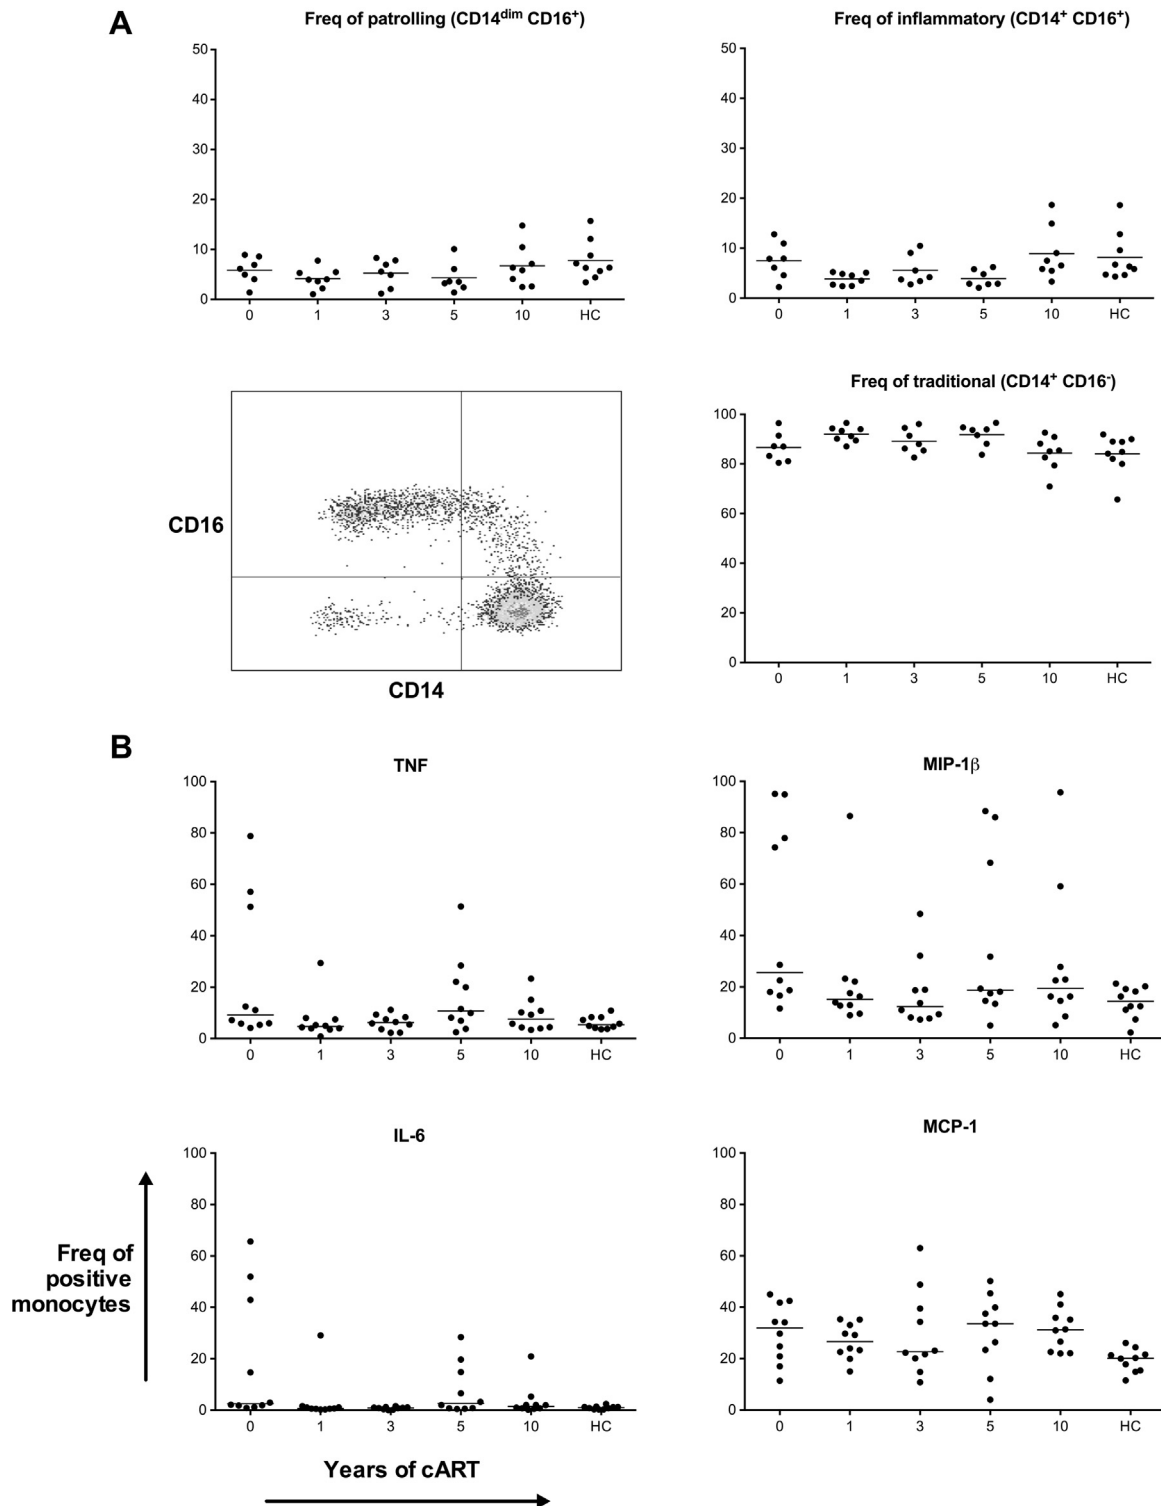 A
Freq of patrolling (CD14dim CD16+)
50
40
30
20
10
0
0 1 3 5 10 HC
Freq of inflammatory (CD14+ CD16+)
50
40
30
20
10
0
0 1 3 5 10 HC
CD16
CD14
Freq of traditional (CD14+ CD16-)
100
80
60
40
20
0
0 1 3 5 10 HC
B
TNF
100
80
60
40
20
0
0 1 3 5 10 HC
MIP-1β
100
80
60
40
20
0
0 1 3 5 10 HC
IL-6
100
80
60
40
20
0
0 1 3 5 10 HC
MCP-1
100
80
60
40
20
0
0 1 3 5 10 HC
Freq of
positive
monocytes
Years of cART